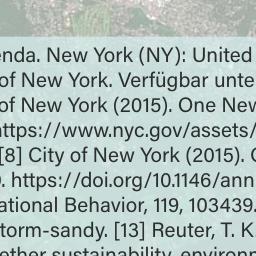 enda. New York (NY): United
of New York. Verfügbar unte
of New York (2015). One New
https://www.nyc.gov/assets/
[8] City of New York (2015).
. https://doi.org/10.1146/ann
ational Behavior, 119, 103439.
torm-sandy. [13] Reuter, T. K
ether sustainability, environ